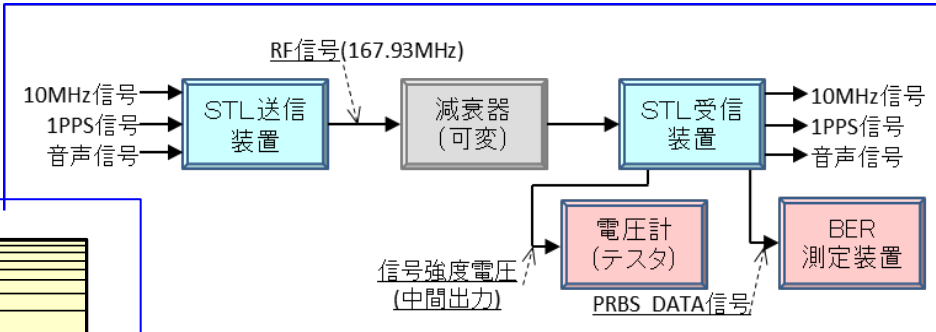 RF信号(167.93MHz)
10MHz信号
1PPS信号
音声信号
STL送信
装置
減衰器
(可変)
STL受信
装置
10MHz信号
1PPS信号
音声信号
電圧計
(テスタ)
BER
測定装置
信号強度電圧
(中間出力)
PRBS DATA信号